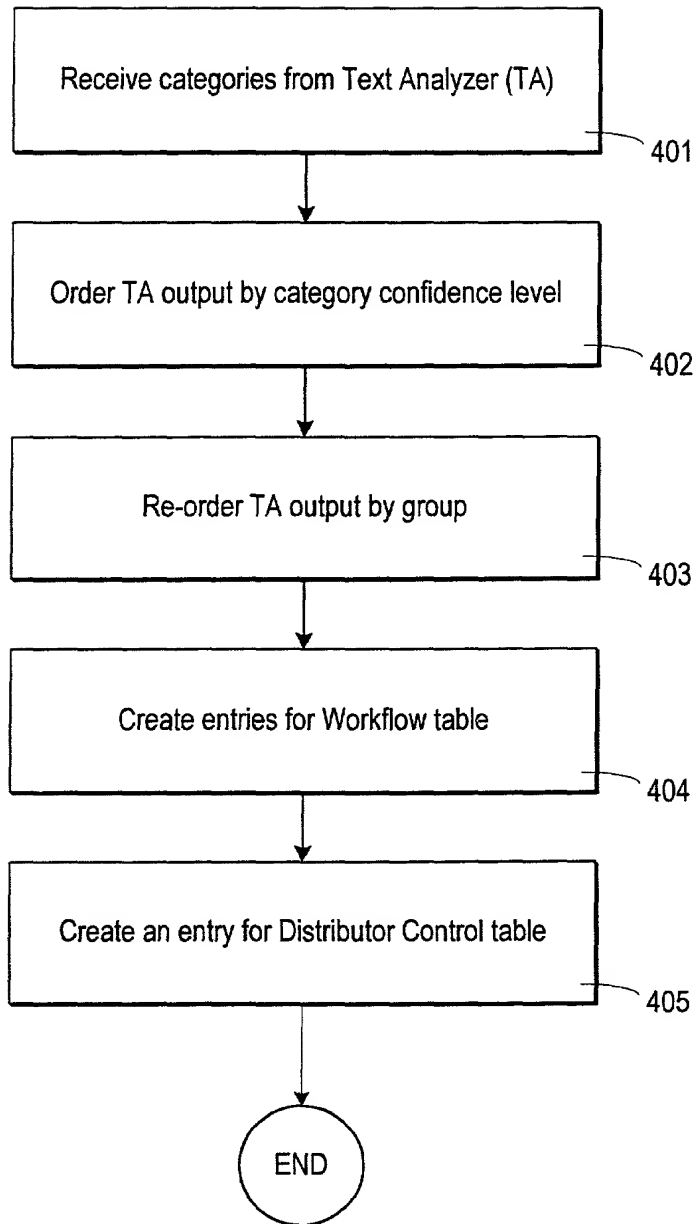 Receive categories from Text Analyzer (TA)
401
Order TA output by category confidence level
402
Re-order TA output by group
403
Create entries for Workflow table
404
Create an entry for Distributor Control table
405
END